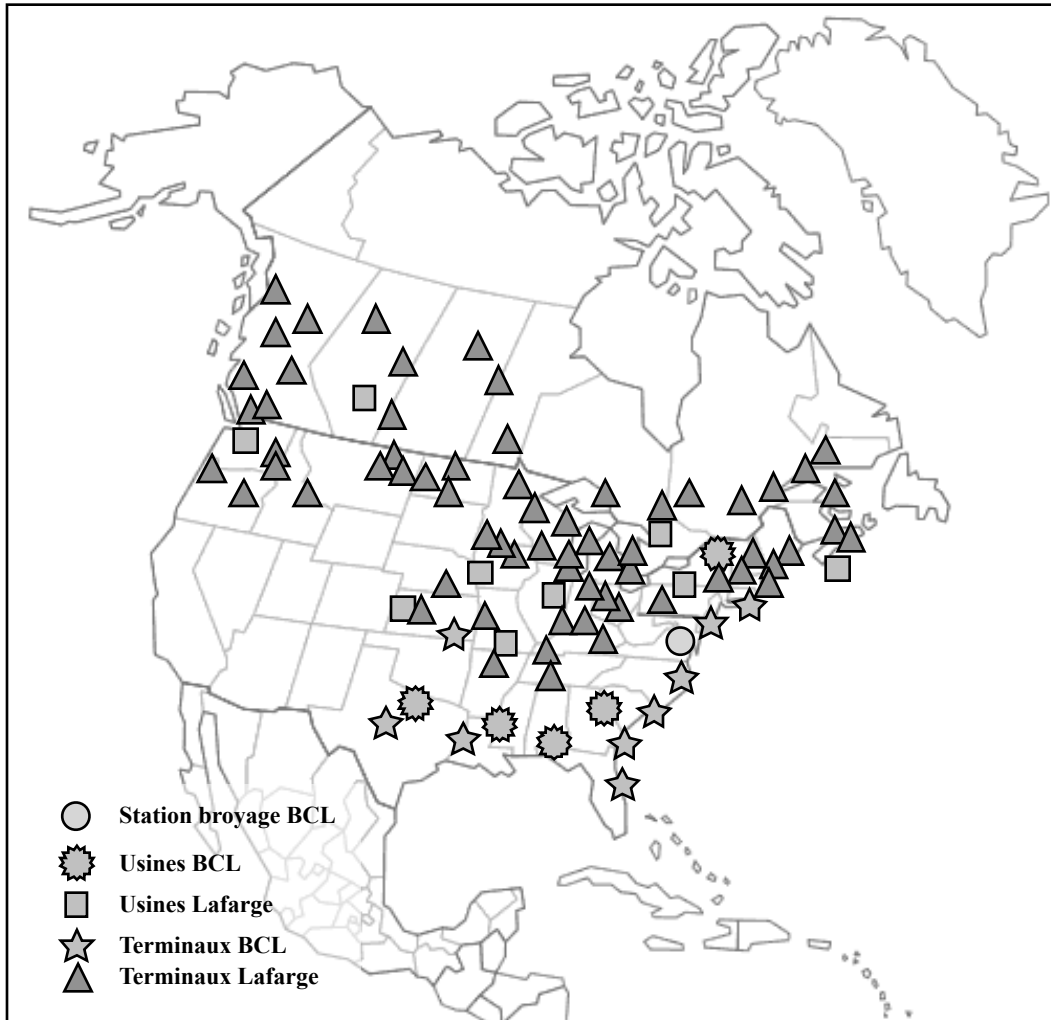 Station broyage BCL
Usines BCL
Usines Lafarge
Terminaux BCL
Terminaux Lafarge